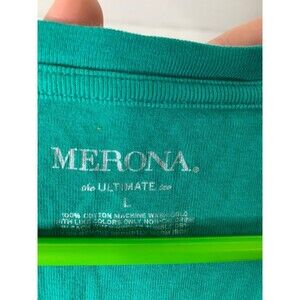 MERONA®
the ULTIMATE tee
L
100% COTTON MACHINE WASH COLD
WITH LIKE COLORS ONLY NON-CHLORINE